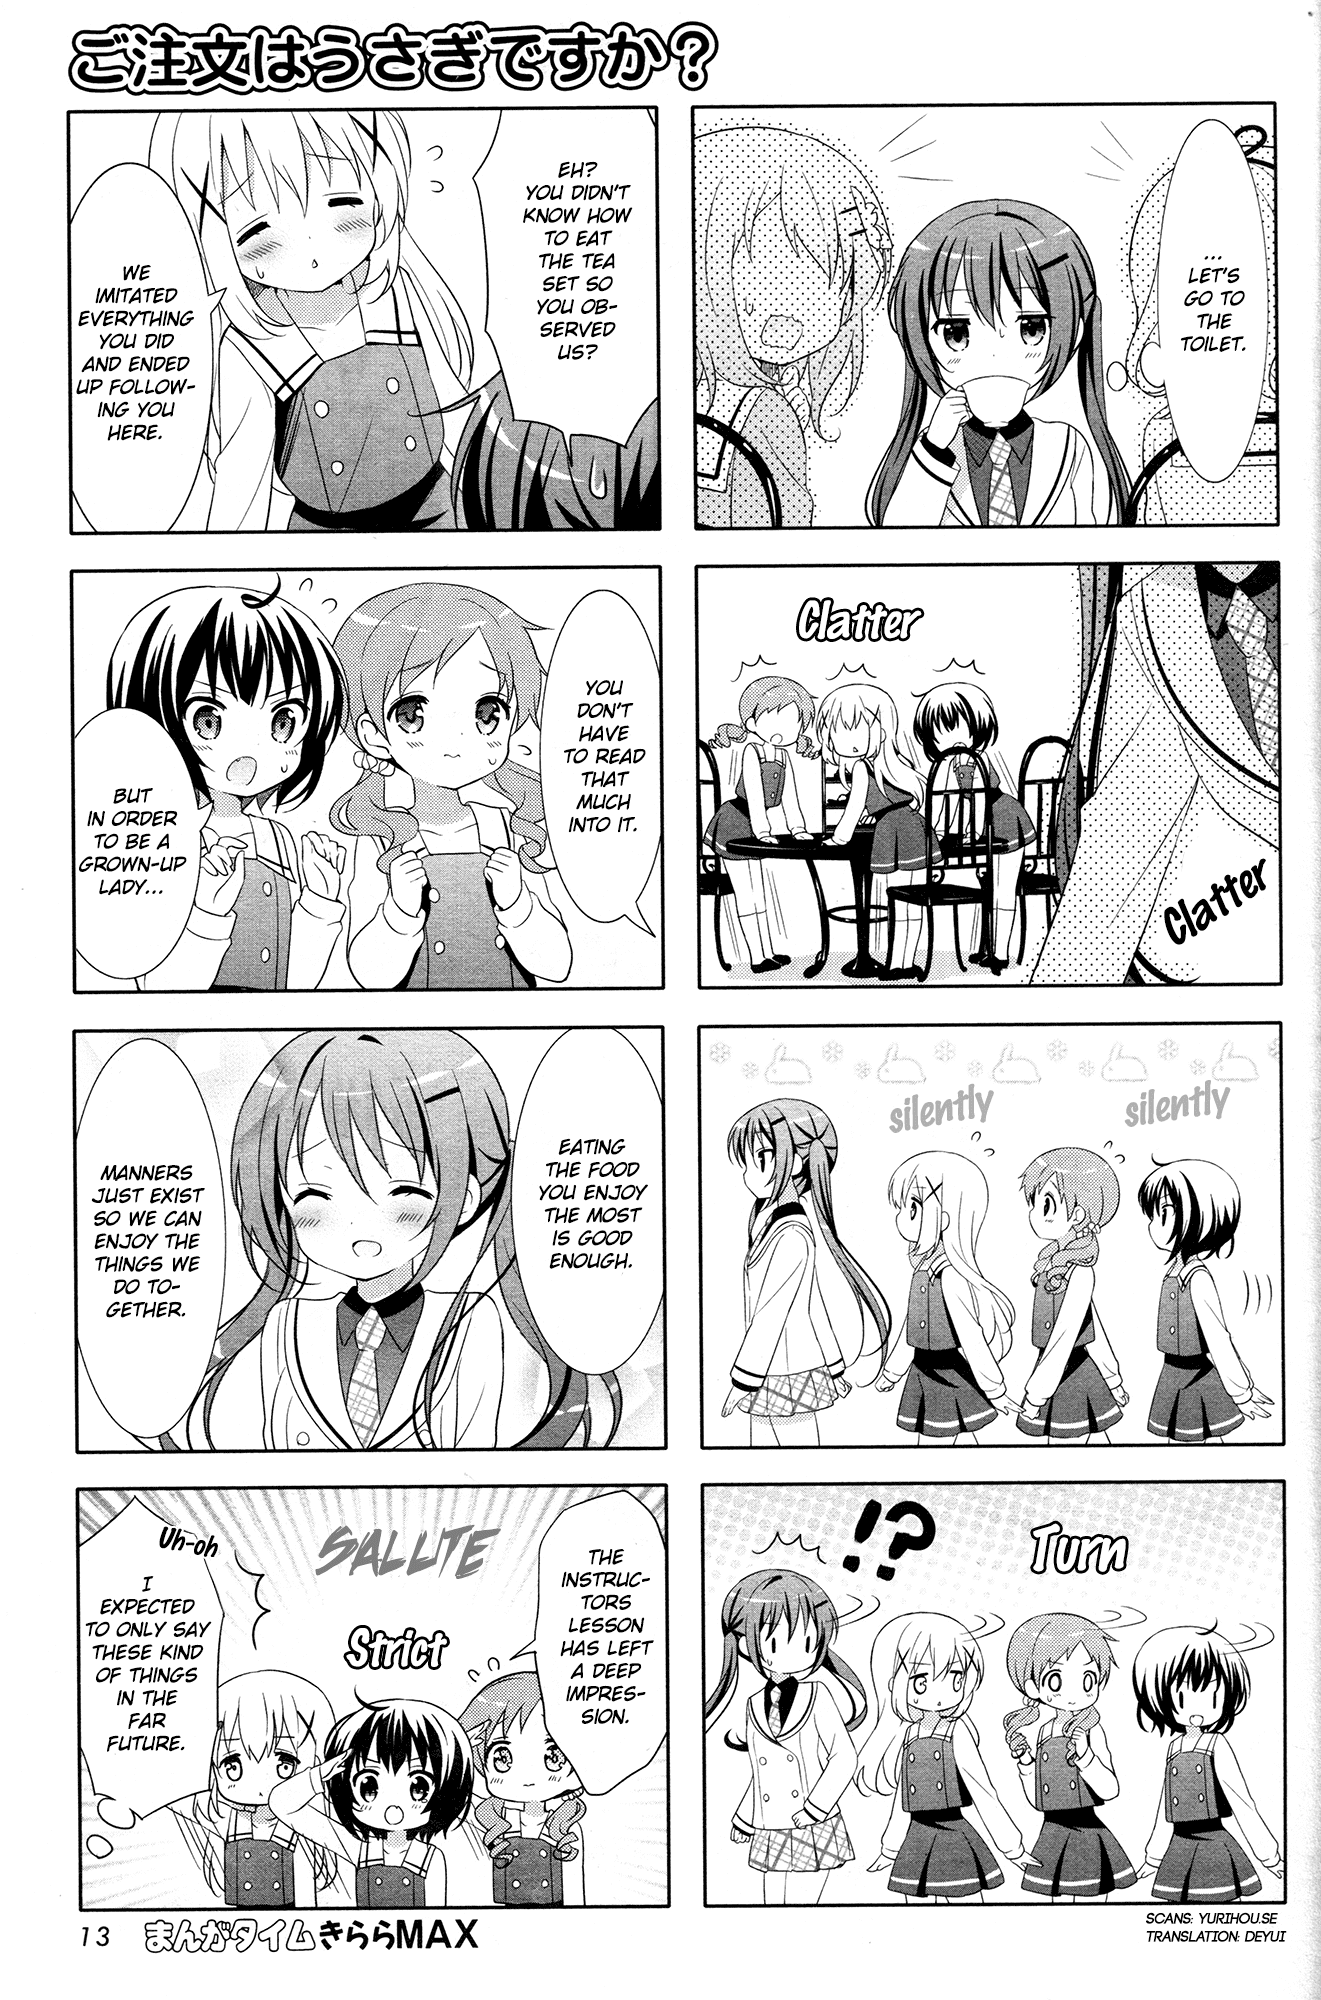 ご注文はうさぎですか?
...
LET'S
GO TO
THE
TOILET.
Clatter
Clatter
silently
silently
!?
Turn
EH?
YOU DIDN'T
KNOW HOW
TO EAT
THE TEA
SET SO
YOU OB-
SERVED
US?
WE
IMITATED
EVERYTHING
YOU DID
AND ENDED
UP FOLLOW-
ING YOU
HERE.
YOU
DON'T
HAVE
TO READ
THAT
MUCH
INTO IT.
BUT
IN ORDER
TO BE A
GROWN-UP
LADY...
EATING
THE FOOD
YOU ENJOY
THE MOST
IS GOOD
ENOUGH.
MANNERS
JUST EXIST
SO WE CAN
ENJOY THE
THINGS WE
DO TO-
GETHER.
THE
INSTRUC-
TORS
LESSON
HAS LEFT
A DEEP
IMPRES-
SION.
SALUTE
Strict
Uh-oh
I
EXPECTED
TO ONLY SAY
THESE KIND
OF THINGS
IN THE
FAR
FUTURE.
13 まんがタイムきららMAX
SCANS: YURIHOU.SE
TRANSLATION: DEYUI